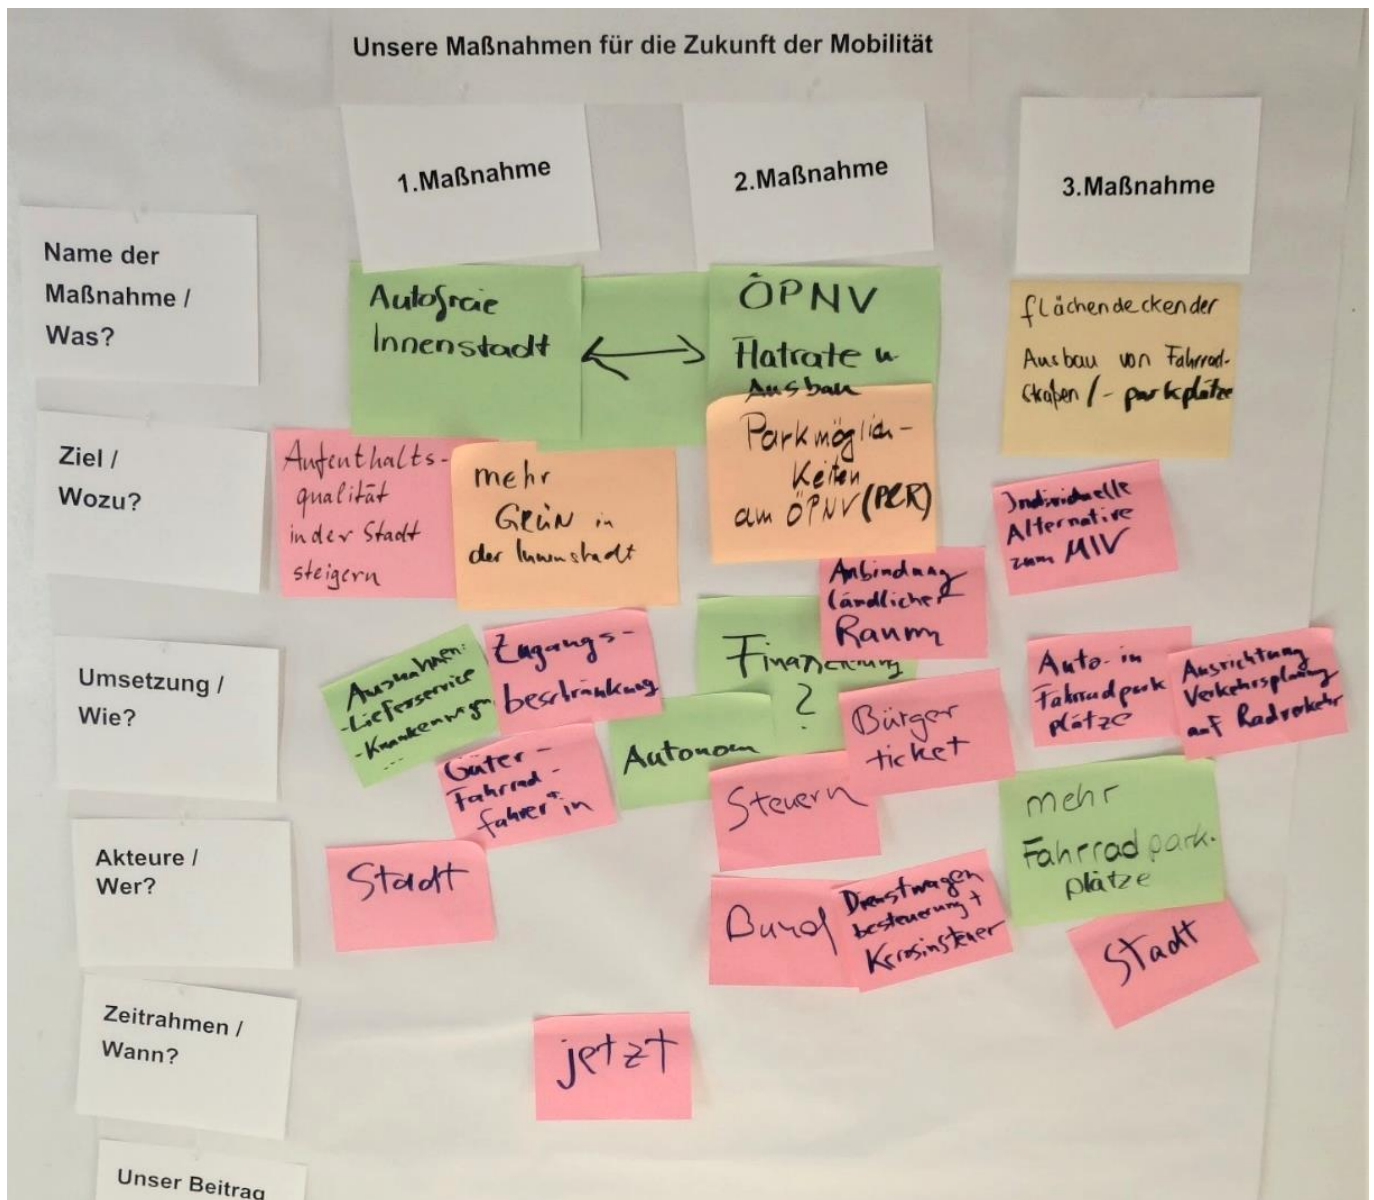 Unsere Maßnahmen für die Zukunft der Mobilität
1.Maßnahme
2.Maßnahme
3.Maßnahme
Name der
Maßnahme /
Was?
Autofreie
Innenstadt
ÖPNV
Flatrate u
Ausbau
flächendeckender
Ausbau von Fahrrad-
straßen/-parkplätze
Ziel /
Wozu?
Aufenthalts-
qualität
in der Stadt
steigern
mehr
GRÜN in
der Innenstadt
Parkmöglich-
keiten
am ÖPNV (P&R)
Anbindung
ländlicher
Raum
Individuelle
Alternative
zum MIV
Umsetzung /
Wie?
Ausnahmen:
-Lieferservice
-Krankenwagen
...
Zugangs-
beschränkung
Güter-
Fahrrad-
fahrer*in
Autonom
Finanzierung
?
Bürger
ticket
Steuern
Auto- in
Fahrradpark
plätze
Ausrichtung
Verkehrsplanung
auf Radverkehr
mehr
Fahrradpark-
plätze
Akteure /
Wer?
Stadt
Bund
Dienstwagen
besteuerung +
Kerosinsteuer
Stadt
Zeitrahmen /
Wann?
jetzt
Unser Beitrag